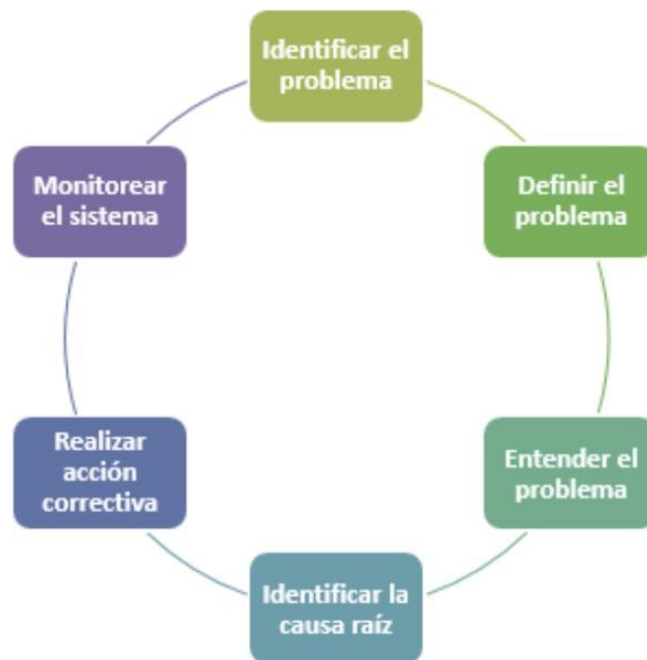 Identificar el
problema
Definir el
problema
Entender el
problema
Identificar la
causa raíz
Realizar
acción
correctiva
Monitorear
el sistema